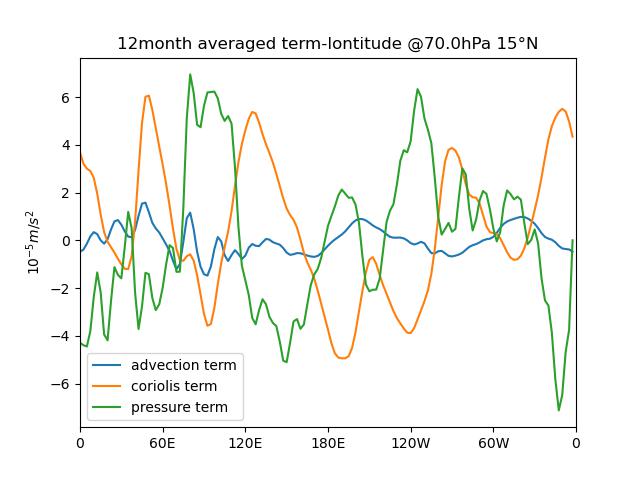 12month averaged term-lontitude @70.0hPa 15°N
10⁻⁵m/s²
6
4
2
0
−2
−4
−6
advection term
coriolis term
pressure term
0 60E 120E 180E 120W 60W 0